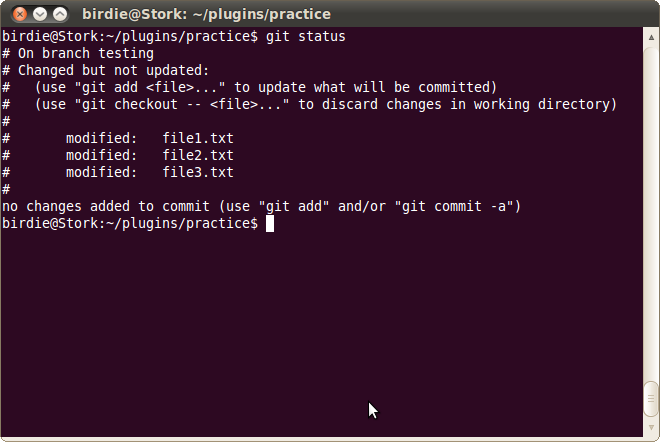 birdie@Stork: ~/plugins/practice
birdie@Stork:~/plugins/practice$ git status
# On branch testing
# Changed but not updated:
#   (use "git add <file>..." to update what will be committed)
#   (use "git checkout -- <file>..." to discard changes in working directory)
#
#       modified:   file1.txt
#       modified:   file2.txt
#       modified:   file3.txt
#
no changes added to commit (use "git add" and/or "git commit -a")
birdie@Stork:~/plugins/practice$